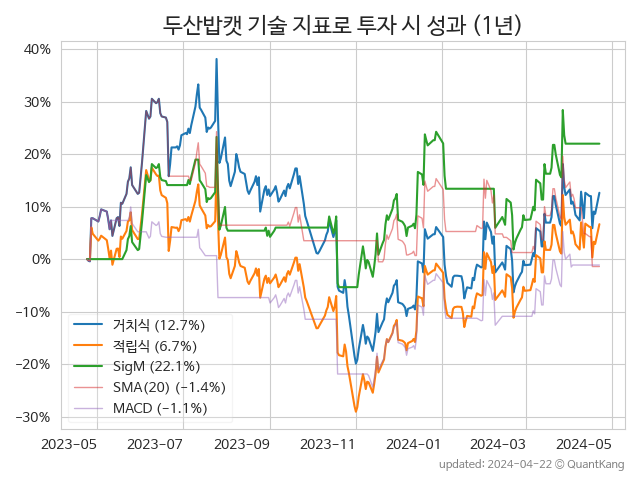 두산밥캣 기술 지표로 투자 시 성과 (1년)
40%
30%
20%
10%
0%
−10%
−20%
−30%
거치식 (12.7%)
적립식 (6.7%)
SigM (22.1%)
SMA(20) (−1.4%)
MACD (−1.1%)
2023-05
2023-07
2023-09
2023-11
2024-01
2024-03
2024-05
updated: 2024-04-22 © QuantKang